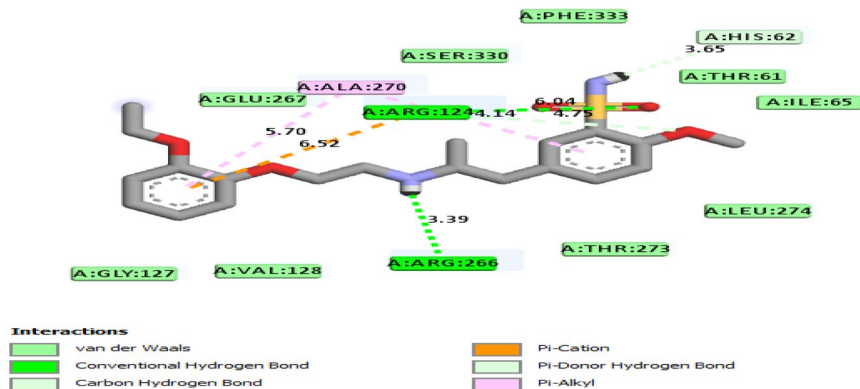 A:PHE:333
A:HIS:62
3.65
A:SER:330
A:THR:61
A:ALA:270
A:GLU:267
A:ARG:124
6.04
4.14
4.75
A:ILE:65
5.70
6.52
A:LEU:274
3.39
A:THR:273
A:ARG:266
A:GLY:127
A:VAL:128
Interactions
van der Waals
Pi-Cation
Conventional Hydrogen Bond
Pi-Donor Hydrogen Bond
Carbon Hydrogen Bond
Pi-Alkyl